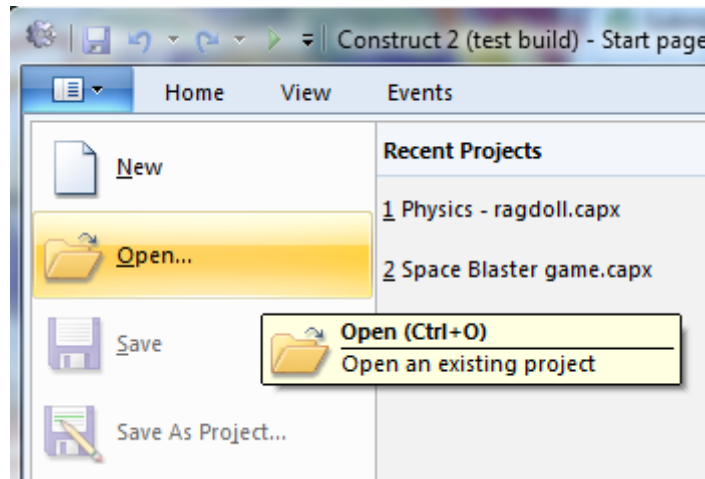 Construct 2 (test build) - Start page
Home View Events
New
Open...
Save
Save As Project...
Recent Projects
1 Physics - ragdoll.capx
2 Space Blaster game.capx
Open (Ctrl+O)
Open an existing project